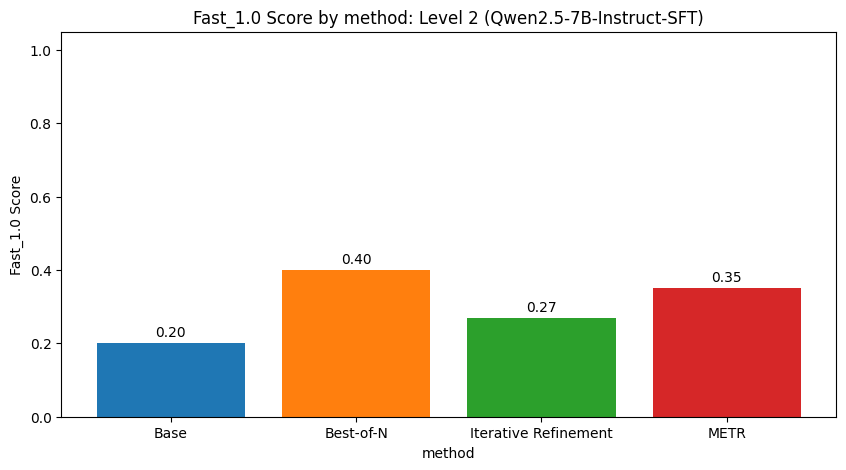 Fast_1.0 Score by method: Level 2 (Qwen2.5-7B-Instruct-SFT)
Fast_1.0 Score
1.0
0.8
0.6
0.4
0.2
0.0
0.20
0.40
0.27
0.35
Base
Best-of-N
Iterative Refinement
METR
method